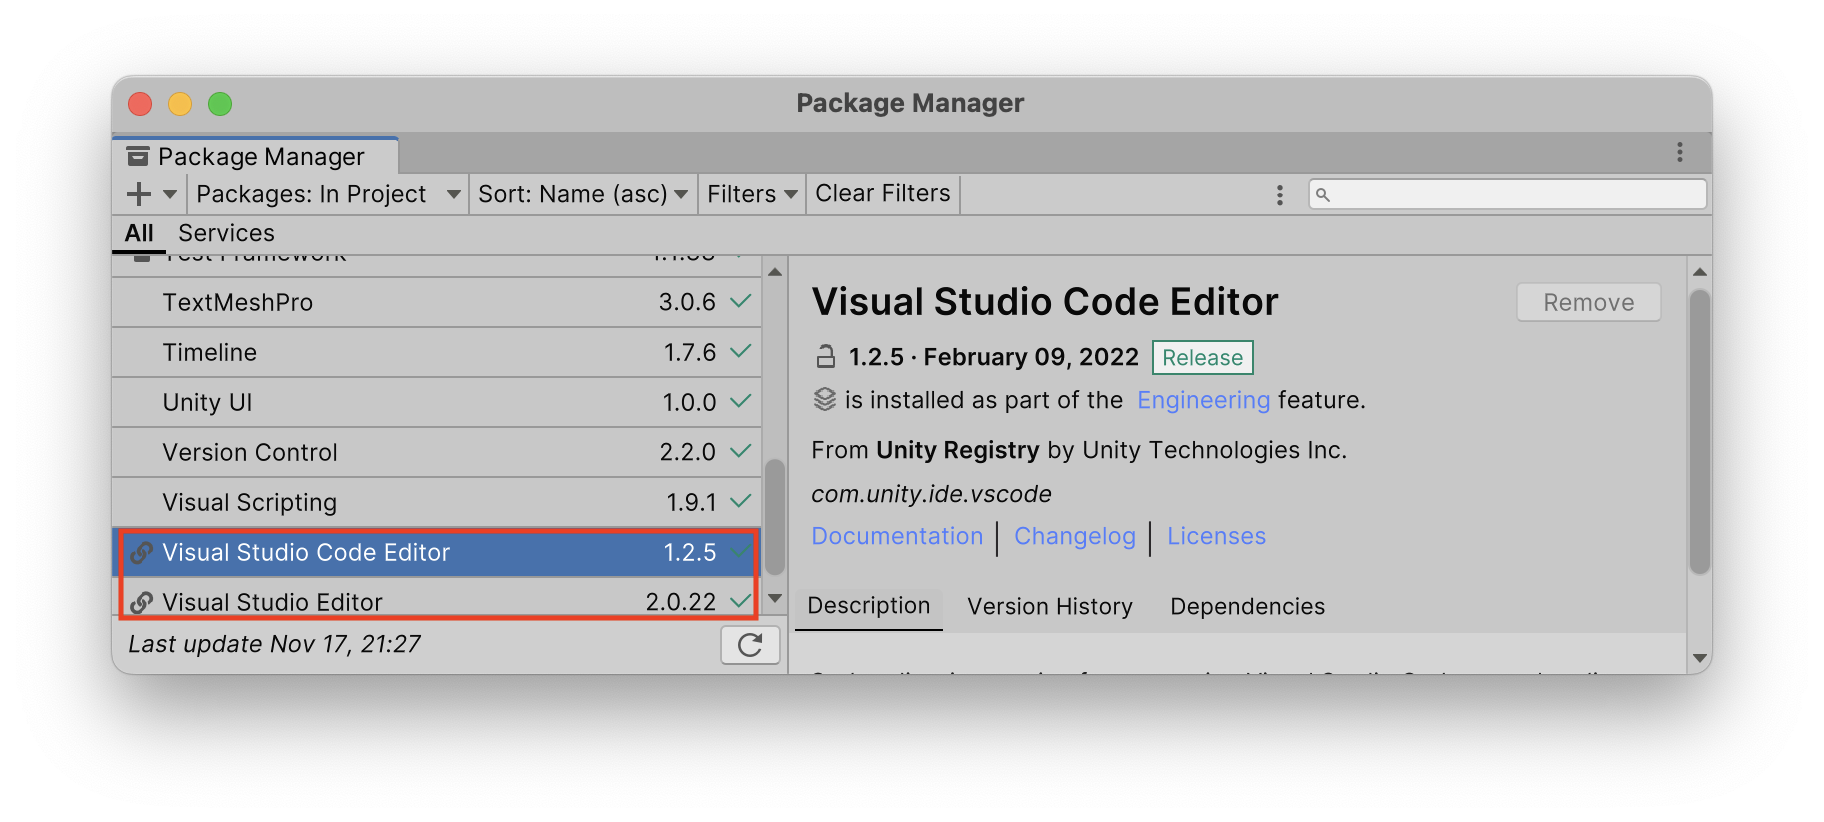 Package Manager
Package Manager
Packages: In Project
Sort: Name (asc)
Filters
Clear Filters
All
Services
Test Framework
TextMeshPro 3.0.6
Timeline 1.7.6
Unity UI 1.0.0
Version Control 2.2.0
Visual Scripting 1.9.1
Visual Studio Code Editor 1.2.5
Visual Studio Editor 2.0.22
Last update Nov 17, 21:27
Visual Studio Code Editor
Remove
1.2.5 · February 09, 2022 Release
is installed as part of the Engineering feature.
From Unity Registry by Unity Technologies Inc.
com.unity.ide.vscode
Documentation | Changelog | Licenses
Description
Version History
Dependencies